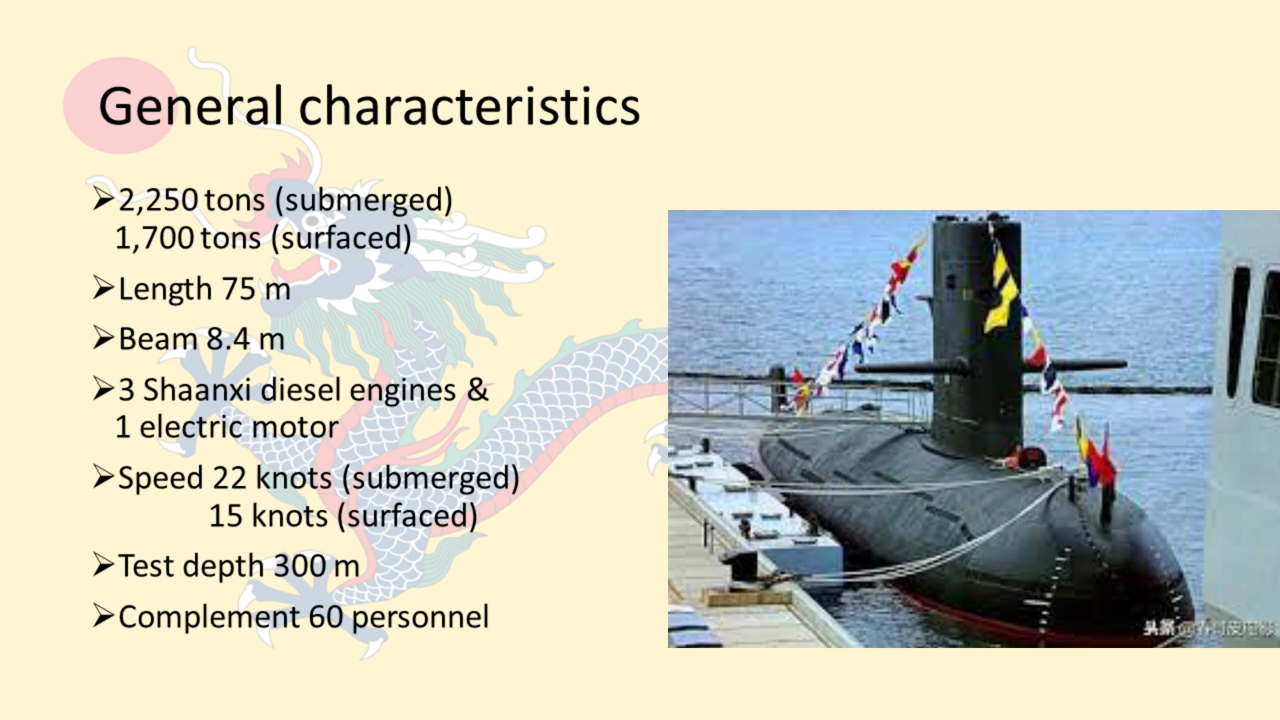 General characteristics
➢2,250 tons (submerged)
1,700 tons (surfaced)
➢Length 75 m
➢Beam 8.4 m
➢3 Shaanxi diesel engines &
1 electric motor
➢Speed 22 knots (submerged)
15 knots (surfaced)
➢Test depth 300 m
➢Complement 60 personnel
头条